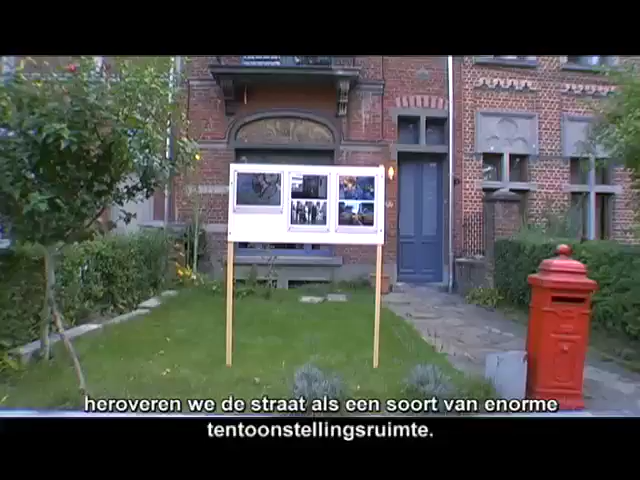 heroveren we de straat als een soort van enorme
tentoonstellingsruimte.